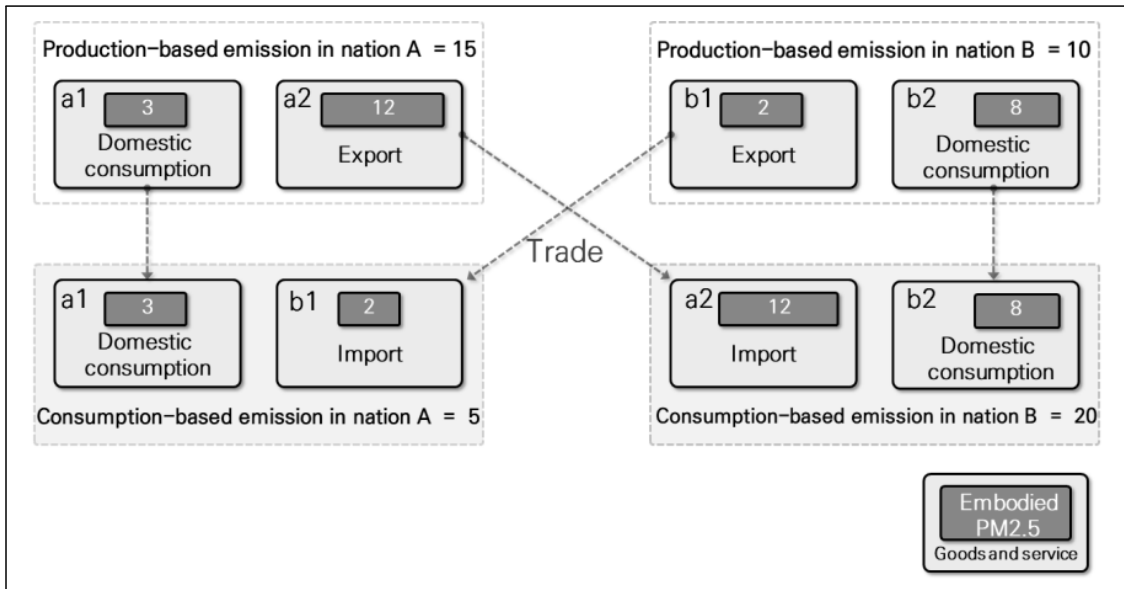 Production-based emission in nation A = 15
a1
3
Domestic
consumption
a2
12
Export
Production-based emission in nation B = 10
b1
2
Export
b2
8
Domestic
consumption
Trade
a1
3
Domestic
consumption
b1
2
Import
Consumption-based emission in nation A = 5
a2
12
Import
b2
8
Domestic
consumption
Consumption-based emission in nation B = 20
Embodied
PM2.5
Goods and service